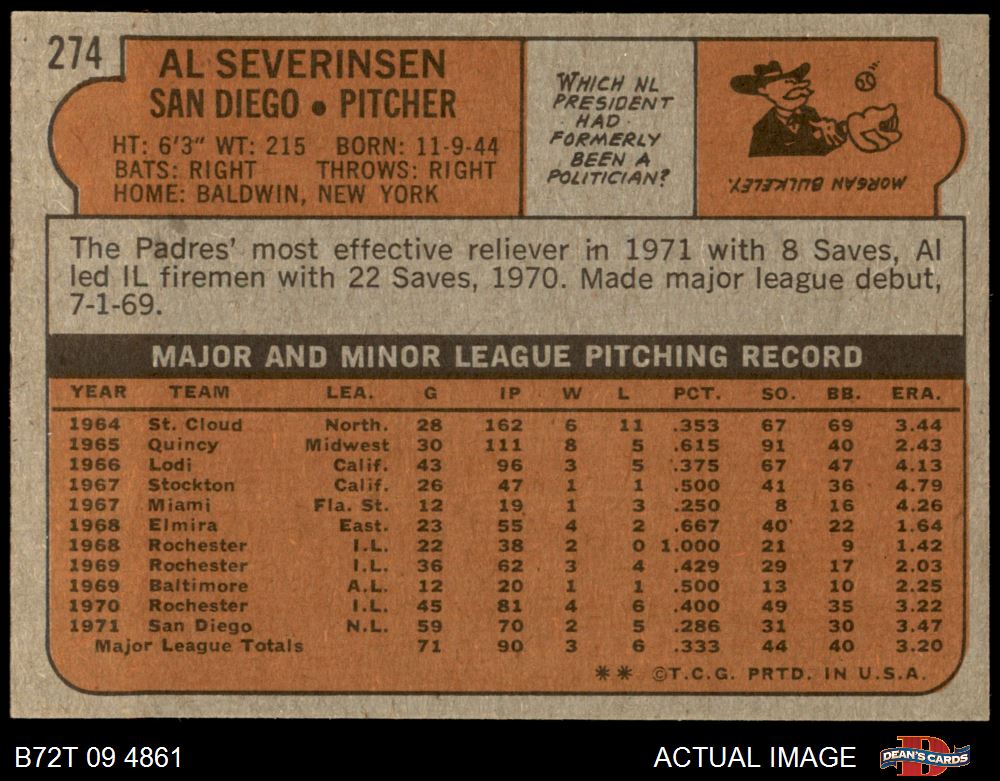 274
AL SEVERINSEN
SAN DIEGO • PITCHER
HT: 6'3" WT: 215 BORN: 11-9-44
BATS: RIGHT THROWS: RIGHT
HOME: BALDWIN, NEW YORK
WHICH NL
PRESIDENT
HAD
FORMERLY
BEEN A
POLITICIAN?
MORGAN BULKELEY.
The Padres' most effective reliever in 1971 with 8 Saves, Al
led IL firemen with 22 Saves, 1970. Made major league debut,
7-1-69.
MAJOR AND MINOR LEAGUE PITCHING RECORD
YEAR TEAM LEA. G IP W L PCT. SO. BB. ERA.
1964 St. Cloud North. 28 162 6 11 .353 67 69 3.44
1965 Quincy Midwest 30 111 8 5 .615 91 40 2.43
1966 Lodi Calif. 43 96 3 5 .375 67 47 4.13
1967 Stockton Calif. 26 47 1 1 .500 41 36 4.79
1967 Miami Fla. St. 12 19 1 3 .250 8 16 4.26
1968 Elmira East. 23 55 4 2 .667 40 22 1.64
1968 Rochester I.L. 22 38 2 0 1.000 21 9 1.42
1969 Rochester I.L. 36 62 3 4 .429 29 17 2.03
1969 Baltimore A.L. 12 20 1 1 .500 13 10 2.25
1970 Rochester I.L. 45 81 4 6 .400 49 35 3.22
1971 San Diego N.L. 59 70 2 5 .286 31 30 3.47
Major League Totals 71 90 3 6 .333 44 40 3.20
** ©T.C.G. PRTD. IN U.S.A.
B72T 09 4861
ACTUAL IMAGE
DEAN'S CARDS